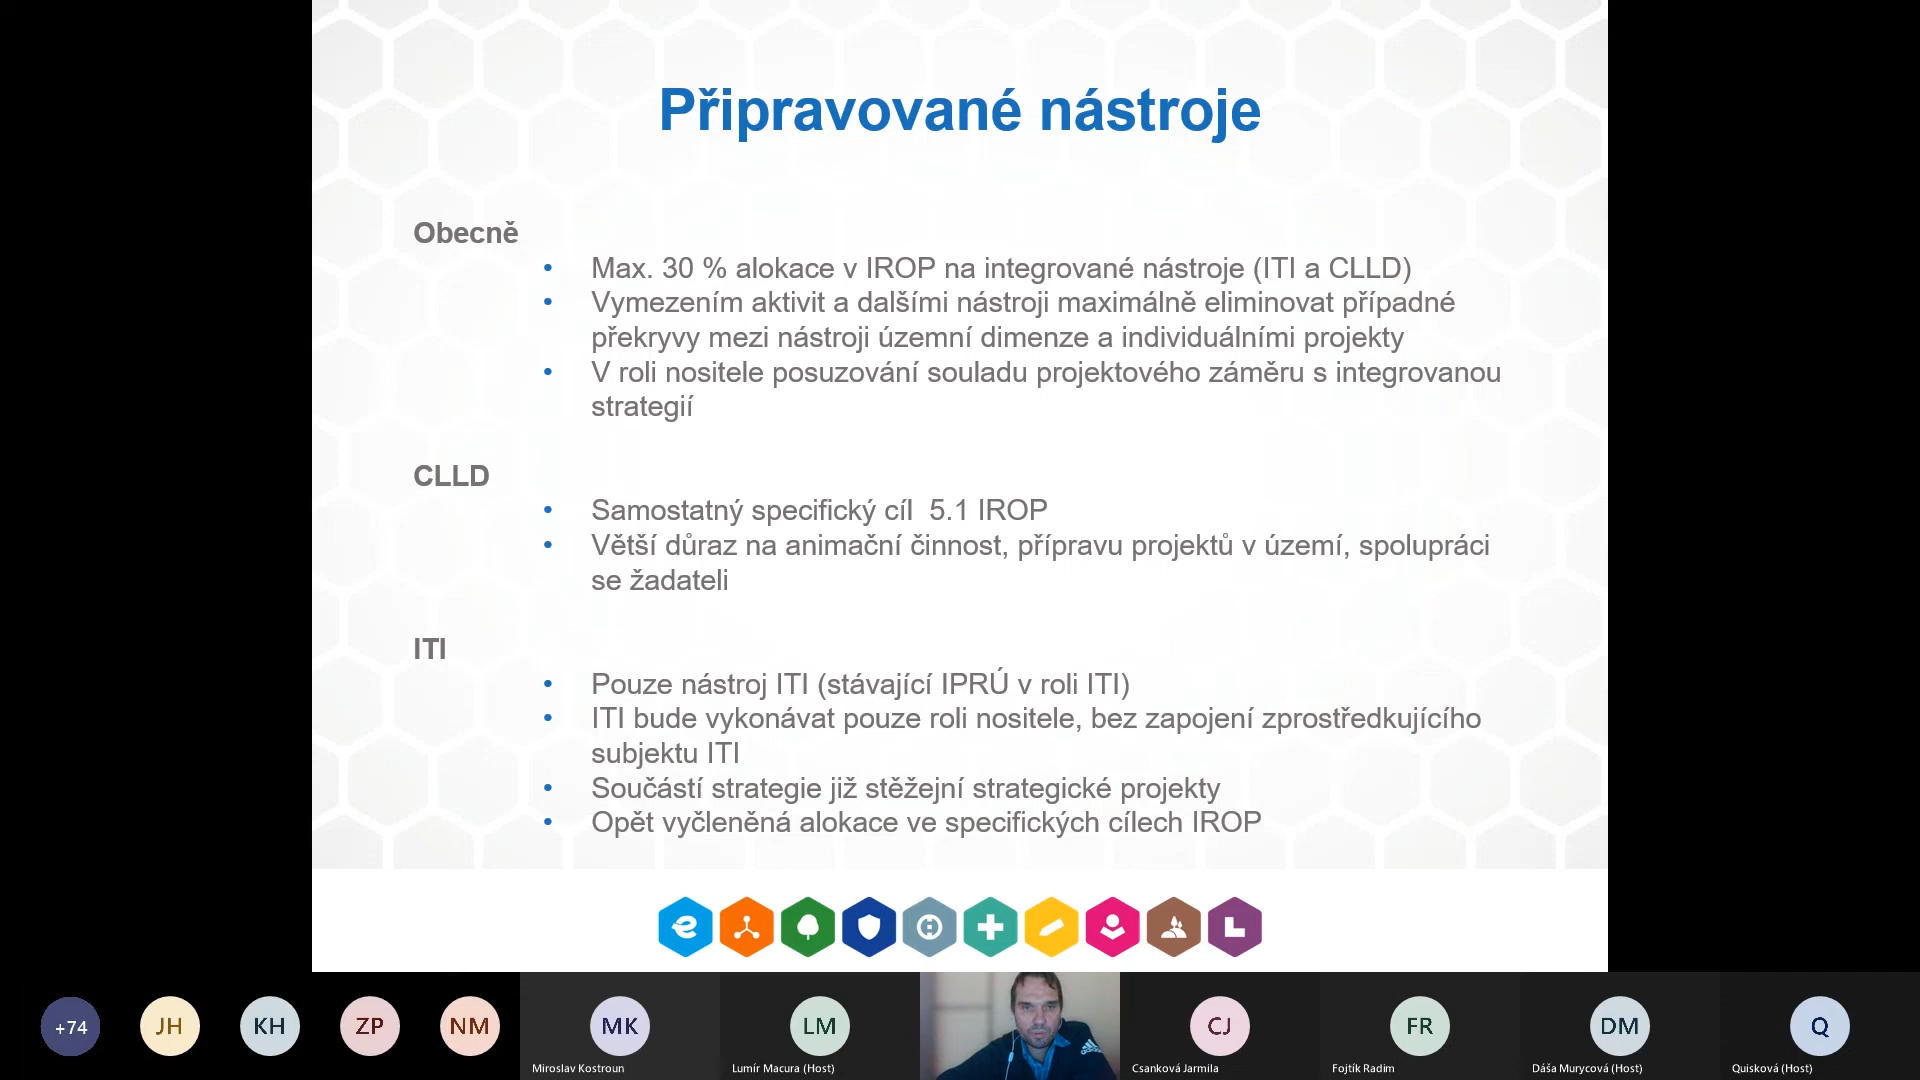 Připravované nástroje
Obecně
• Max. 30 % alokace v IROP na integrované nástroje (ITI a CLLD)
• Vymezením aktivit a dalšími nástroji maximálně eliminovat případné
překryvy mezi nástroji územní dimenze a individuálními projekty
• V roli nositele posuzování souladu projektového záměru s integrovanou
strategií
CLLD
• Samostatný specifický cíl 5.1 IROP
• Větší důraz na animační činnost, přípravu projektů v území, spolupráci
se žadateli
ITI
• Pouze nástroj ITI (stávající IPRÚ v roli ITI)
• ITI bude vykonávat pouze roli nositele, bez zapojení zprostředkujícího
subjektu ITI
• Součástí strategie již stěžejní strategické projekty
• Opět vyčleněná alokace ve specifických cílech IROP
+74 JH KH ZP NM MK LM CJ FR DM Q
Miroslav Kostroun Lumír Macura (Host) Csanková Jarmila Fojtík Radim Dáša Murycová (Host) Quisková (Host)